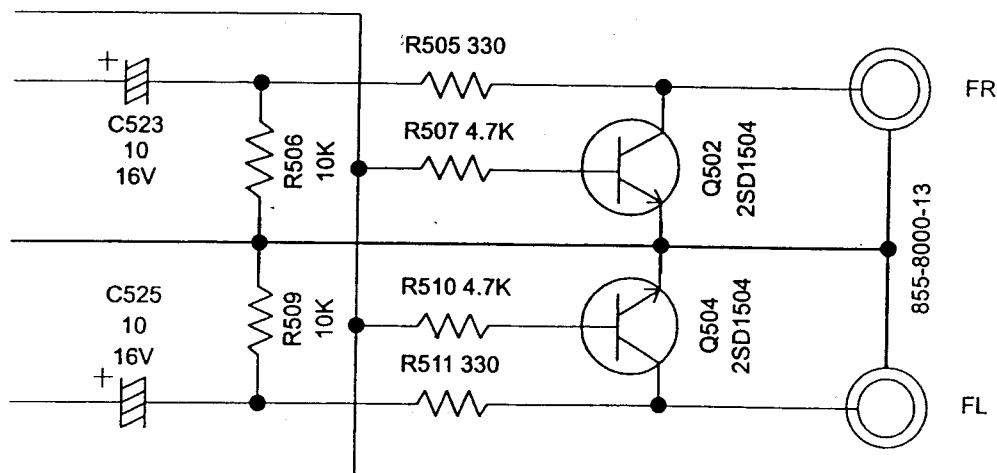 R505 330
FR
+
C523
10
16V
R506
10K
R507 4.7K
Q502
2SD1504
855-8000-13
C525
10
16V
+
R509
10K
R510 4.7K
Q504
2SD1504
R511 330
FL